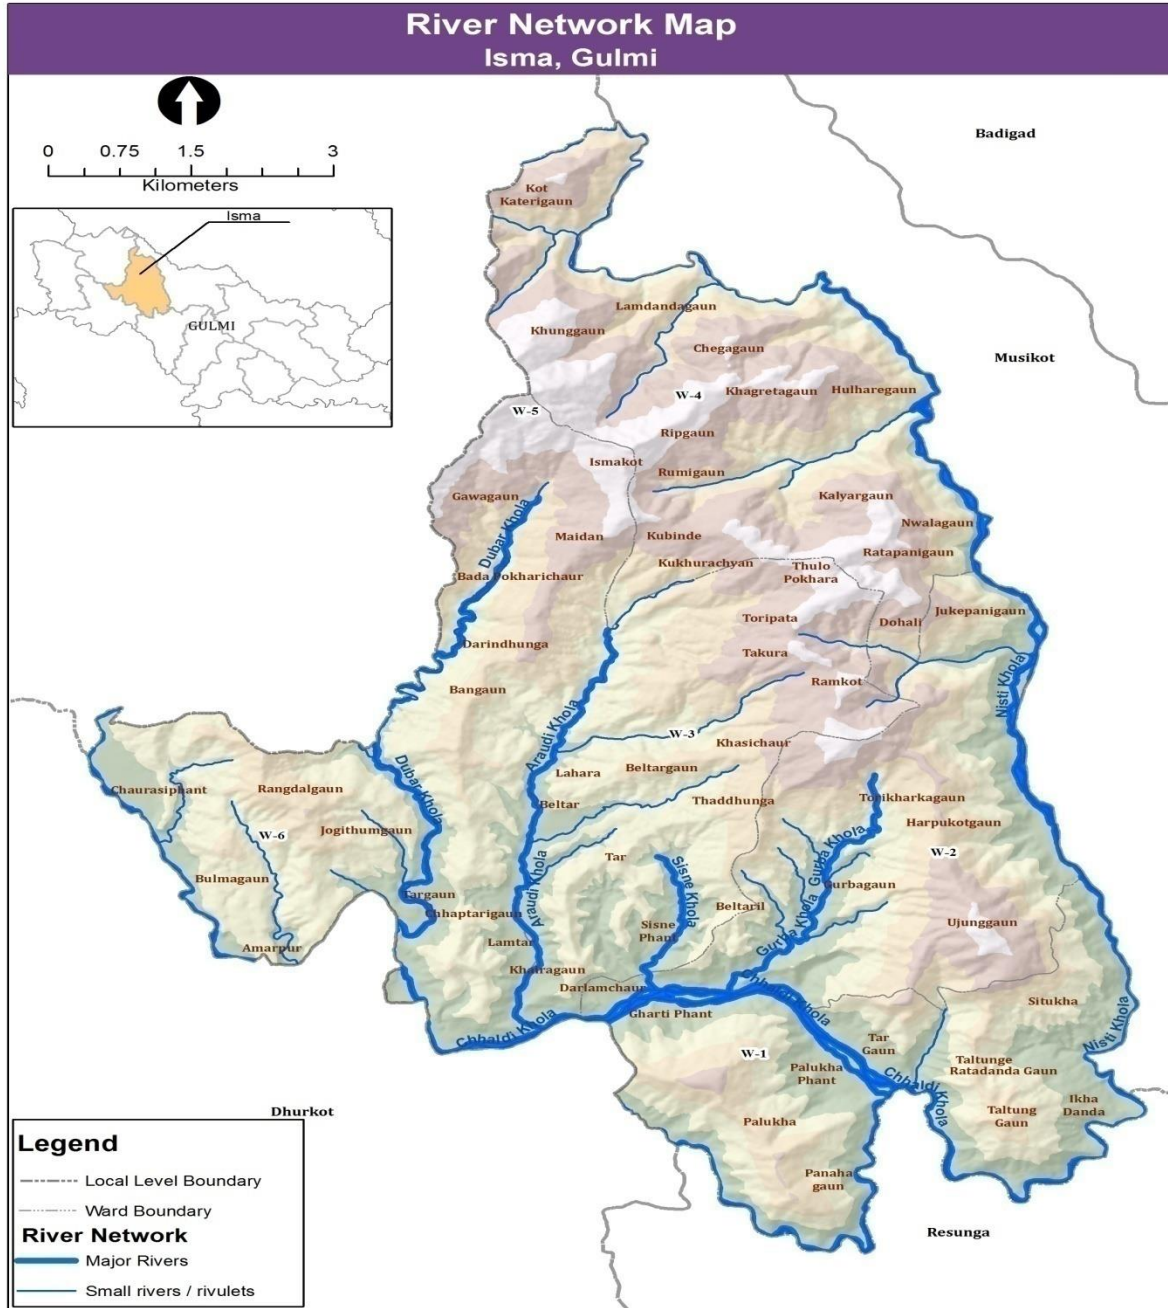 River Network Map
Isma, Gulmi
0 0.75 1.5 3
Kilometers
Isma
GULMI
Badigad
Musikot
Kot
Katerigaun
Lamdandagaun
Khunggaun
Chegagaun
Khagretagaun
Hulharegaun
W-4
W-5
Ripgaun
Ismakot
Rumigaun
Gawagaun
Kalyargaun
Dubar Khola
Nwalagaun
Maidan
Kubinde
Ratapanigaun
Kukhurachyan
Thulo
Pokhara
Bada Pokharichaur
Jukepanigaun
Toripata
Dohali
Darindhunga
Takura
Nisti Khola
Ramkot
Bangaun
Araudi Khola
W-3
Khasichaur
Lahara
Beltargaun
Dubar Khola
Chaurasiphant
Rangdalgaun
Beltar
Thaddhunga
Torikharkagaun
Harpukotgaun
Jogithumgaun
W-6
Gurba Khola
W-2
Tar
Sisne Khola
Bulmagaun
Araudi Khola
Gurbagaun
Targaun
Chhaptarigaun
Beltaril
Ujunggaun
Sisne
Phant
Gurba Khola
Amarpur
Lamtar
Khairagaun
Darlamchaur
Chhaldi Khola
Situkha
Gharti Phant
Nisti Khola
Chhaldi Khola
Tar
Gaun
W-1
Taltunge
Ratadanda Gaun
Palukha
Phant
Chhaldi Khola
Ikha
Danda
Dhurkot
Taltung
Gaun
Palukha
Panaha
gaun
Resunga
Legend
Local Level Boundary
Ward Boundary
River Network
Major Rivers
Small rivers / rivulets